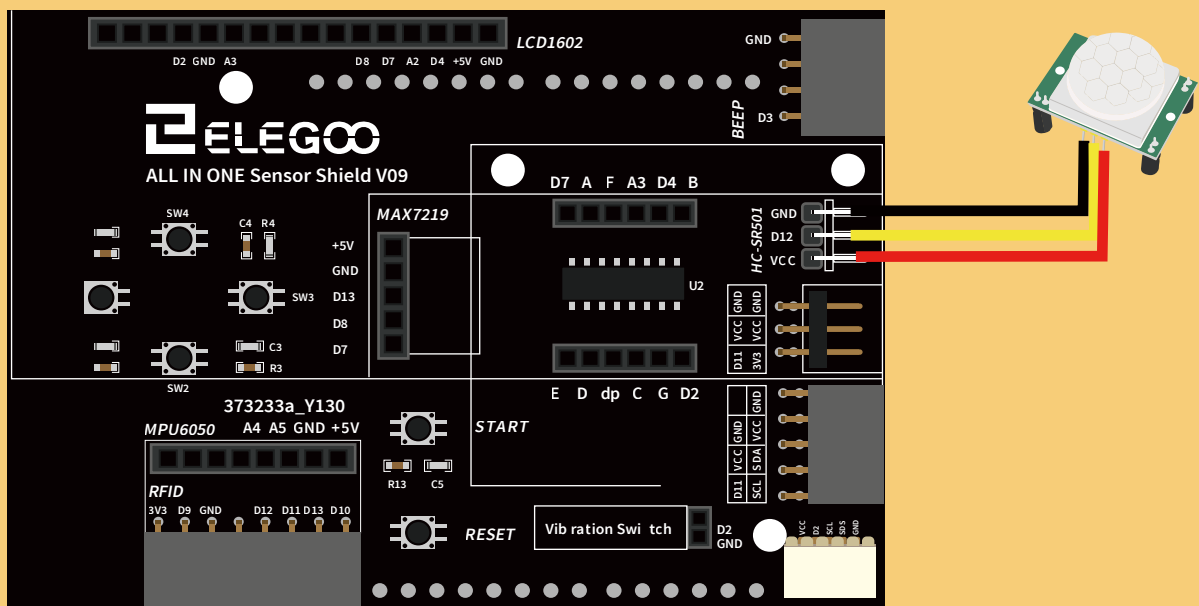 LCD1602
D2 GND A3
D8 D7 A2 D4 +5V GND
GND
D3
BEEP
ELEGOO
ALL IN ONE Sensor Shield V09
D7 A F A3 D4 B
MAX7219
+5V
GND
D13
D8
D7
SW4
C4 R4
SW3
C3
R3
SW2
U2
E D dp C G D2
HC-SR501
GND
D12
VCC
GND GND
VCC VCC
D11 3V3
GND
GND VCC
VCC SDA
D11 SCL
373233a_Y130
MPU6050
A4 A5 GND +5V
RFID
3V3 D9 GND D12 D11 D13 D10
START
R13 C5
RESET
Vib ration Swi tch
D2
GND
VCC D2 SCL SDS GND